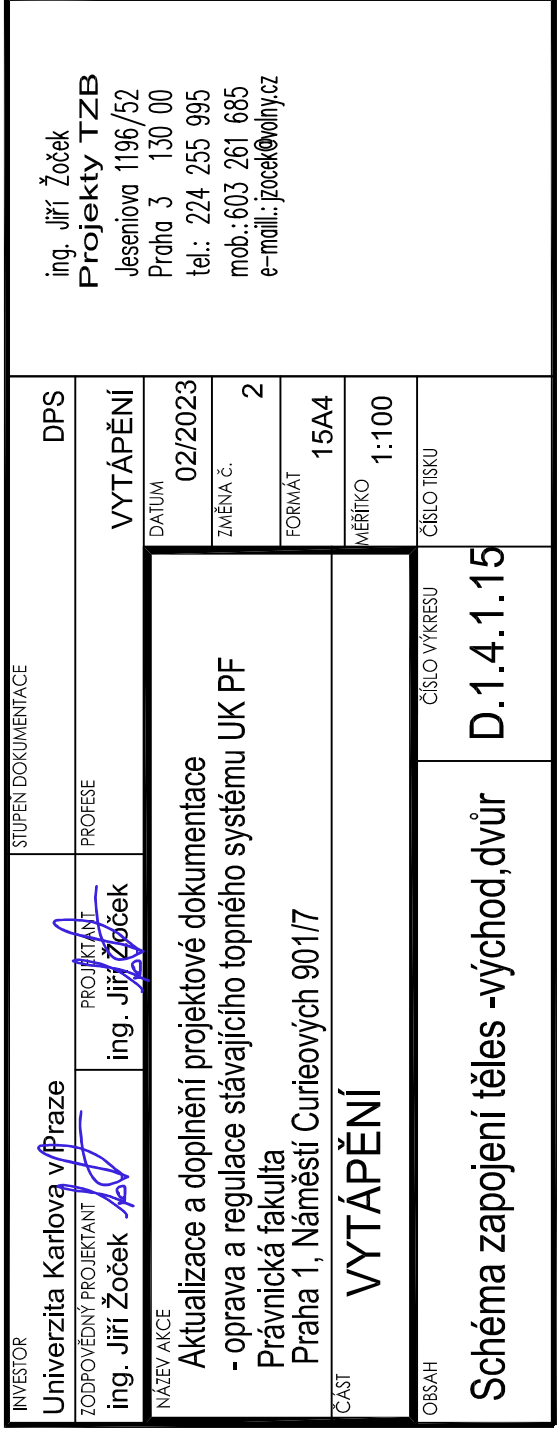 INVESTOR
Univerzita Karlova v Praze
STUPEŇ DOKUMENTACE
DPS
ZODPOVĚDNÝ PROJEKTANT
ing. Jiří Žoček
PROJEKTANT
ing. Jiří Žoček
PROFESE
VYTÁPĚNÍ
NÁZEV AKCE
Aktualizace a doplnění projektové dokumentace
- oprava a regulace stávajícího topného systému UK PF
Právnická fakulta
Praha 1, Náměstí Curieových 901/7
DATUM
02/2023
ZMĚNA Č.
2
FORMÁT
15A4
ČÁST
VYTÁPĚNÍ
MĚŘÍTKO
1:100
OBSAH
Schéma zapojení těles -východ,dvůr
ČÍSLO VÝKRESU
D.1.4.1.15
ČÍSLO TISKU
ing. Jiří Žoček
Projekty TZB
Jeseniova 1196/52
Praha 3 130 00
tel.: 224 255 995
mob.: 603 261 685
e-maill.: jzocek@volny.cz